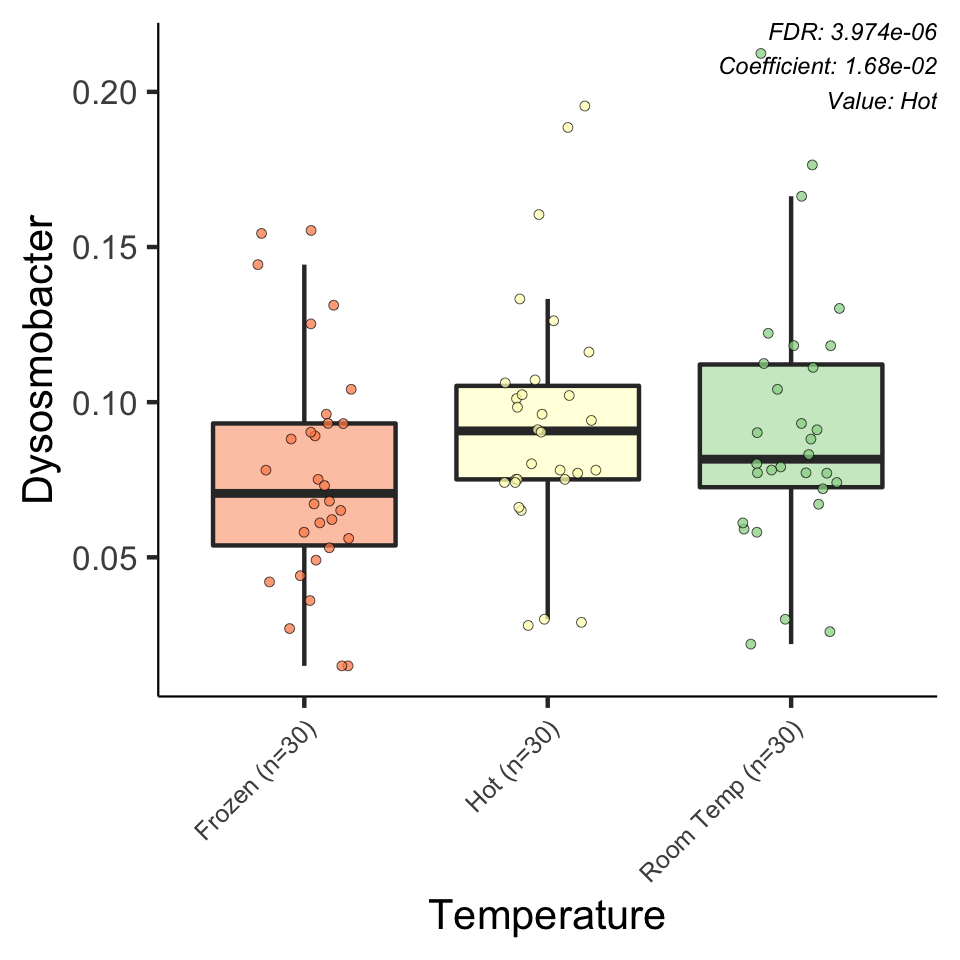 FDR: 3.974e-06
Coefficient: 1.68e-02
Value: Hot
0.20
0.15
0.10
0.05
Dysosmobacter
Frozen (n=30)
Hot (n=30)
Room Temp (n=30)
Temperature